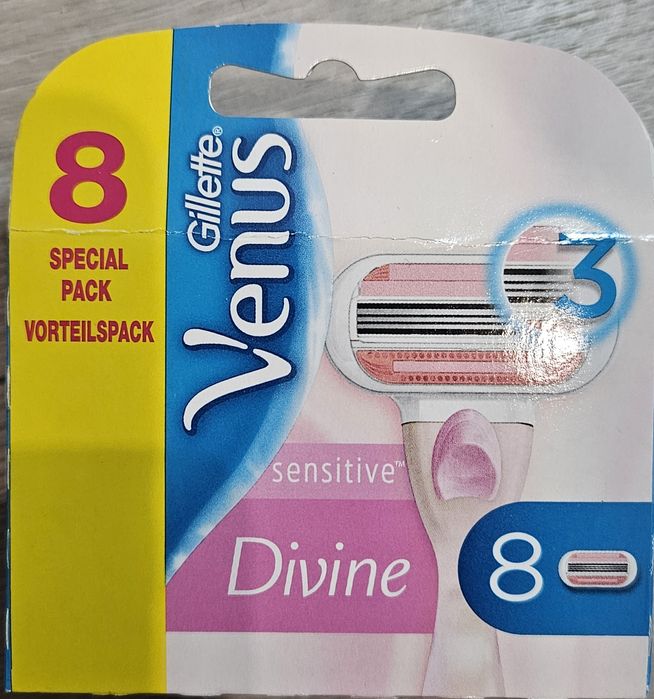 8
SPECIAL
PACK
VORTEILSPACK
Gillette®
Venus
3
sensitive™
Divine
8